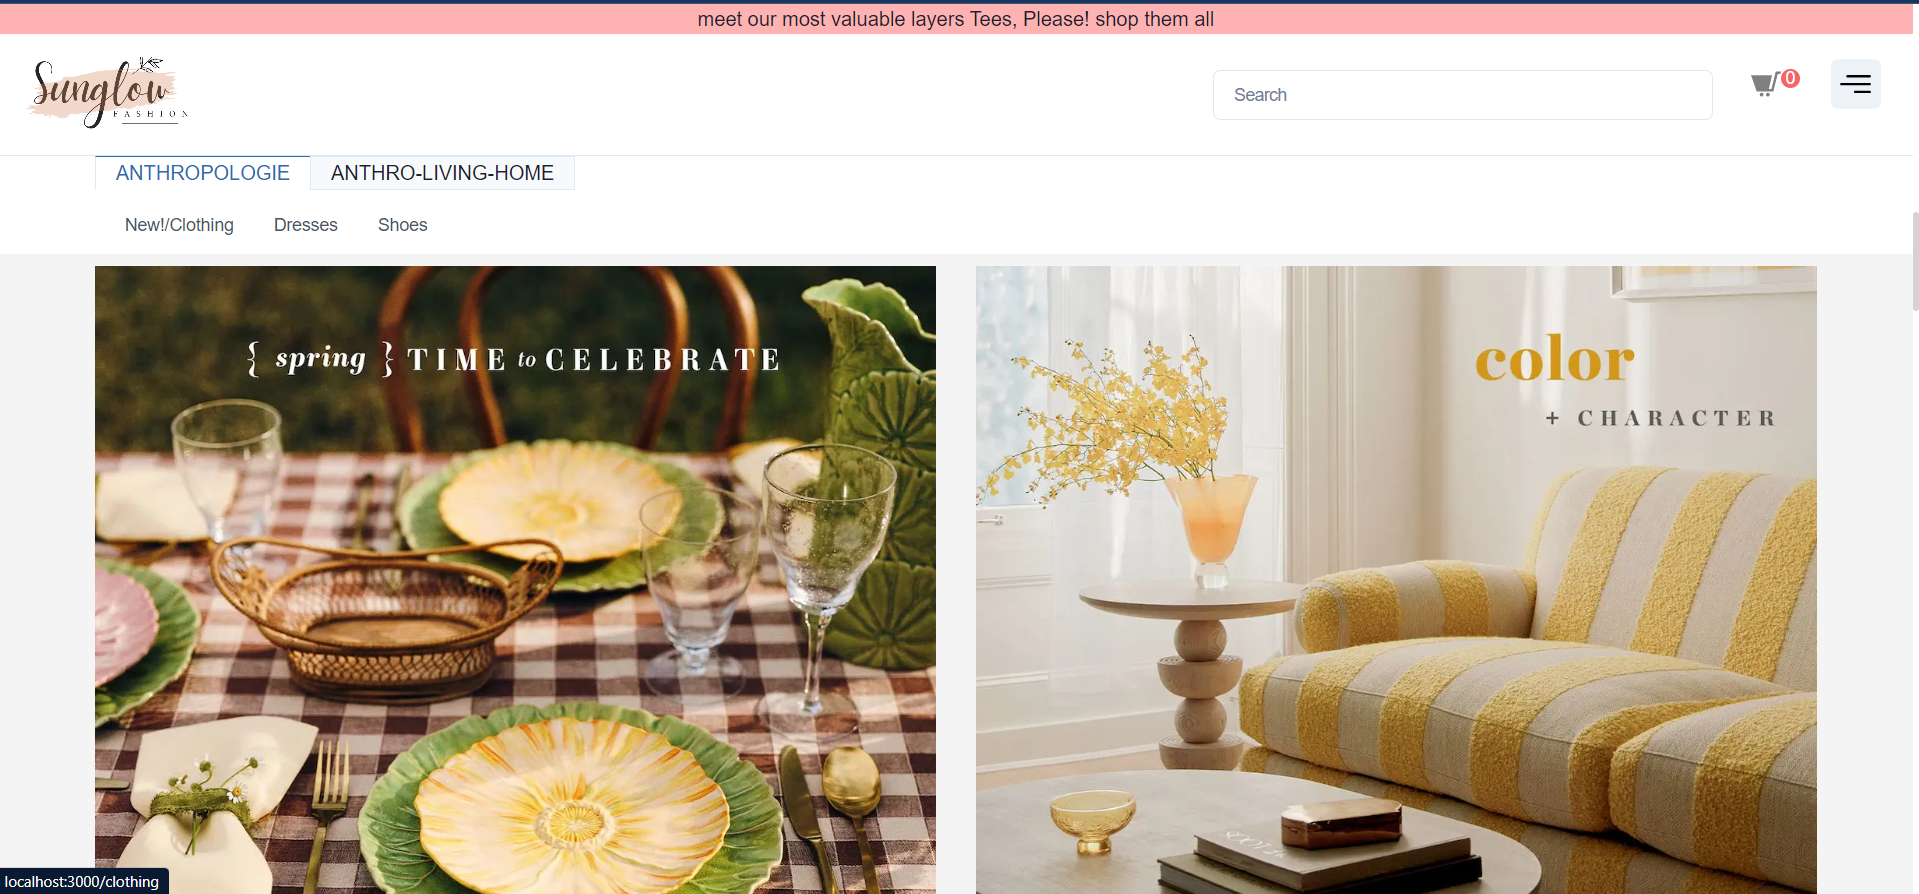 meet our most valuable layers Tees, Please! shop them all
Sunglow
FASHION
Search
0
ANTHROPOLOGIE
ANTHRO-LIVING-HOME
New!/Clothing
Dresses
Shoes
{ spring } TIME to CELEBRATE
color
+ CHARACTER
localhost:3000/clothing